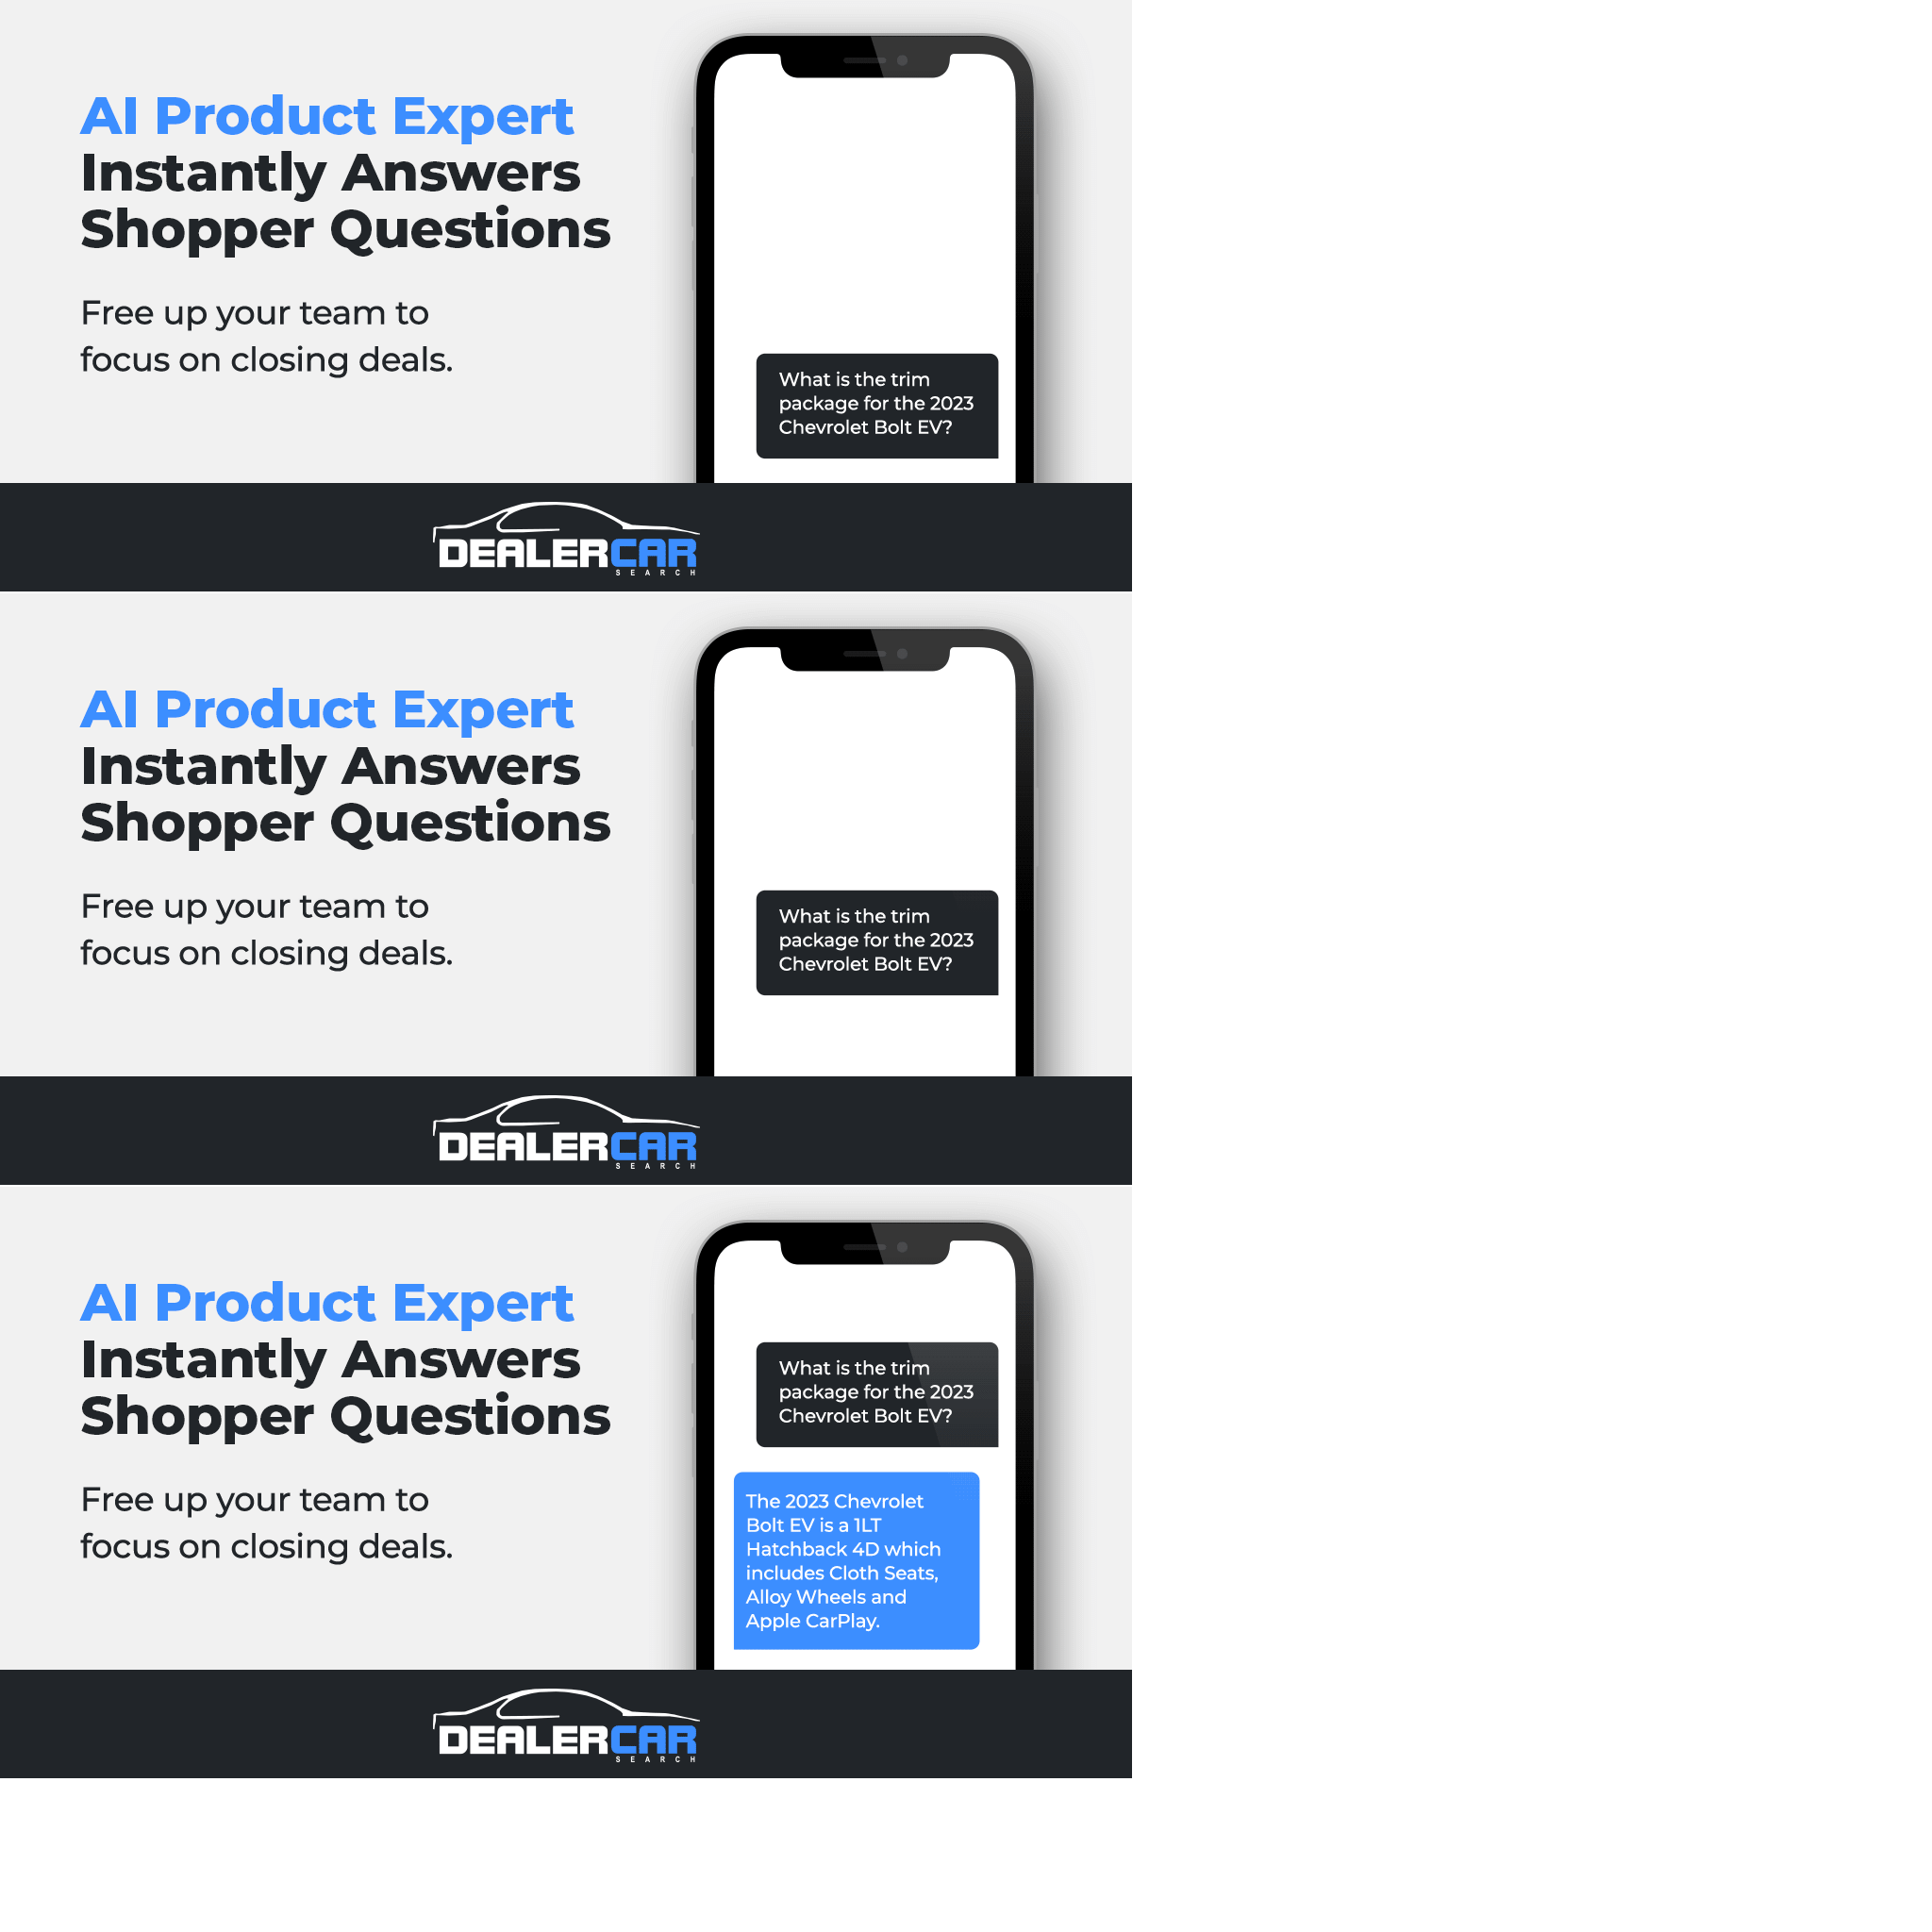 AI Product Expert
Instantly Answers
Shopper Questions
Free up your team to
focus on closing deals.
What is the trim
package for the 2023
Chevrolet Bolt EV?
DEALERCAR
SEARCH
AI Product Expert
Instantly Answers
Shopper Questions
Free up your team to
focus on closing deals.
What is the trim
package for the 2023
Chevrolet Bolt EV?
DEALERCAR
SEARCH
AI Product Expert
Instantly Answers
Shopper Questions
Free up your team to
focus on closing deals.
What is the trim
package for the 2023
Chevrolet Bolt EV?
The 2023 Chevrolet
Bolt EV is a 1LT
Hatchback 4D which
includes Cloth Seats,
Alloy Wheels and
Apple CarPlay.
DEALERCAR
SEARCH